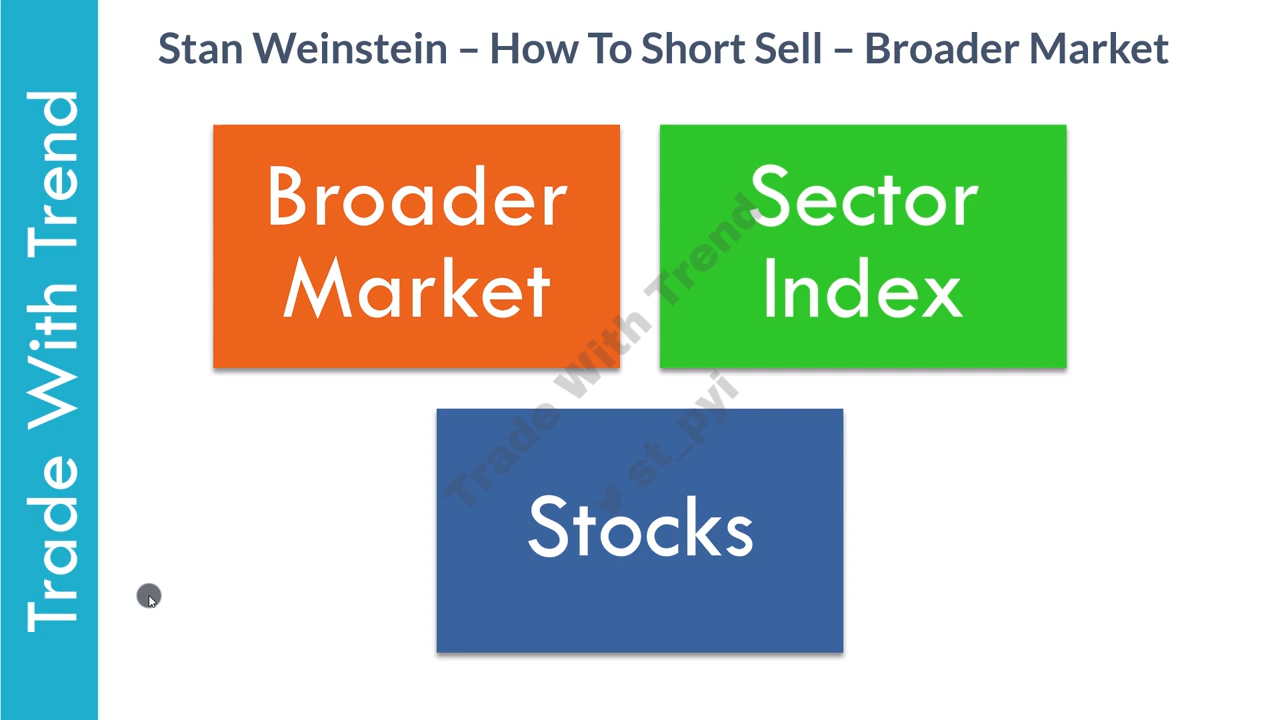 Stan Weinstein – How To Short Sell – Broader Market
Trade With Trend
Broader
Market
Sector
Index
Stocks
Trade With Trend
st_pyi